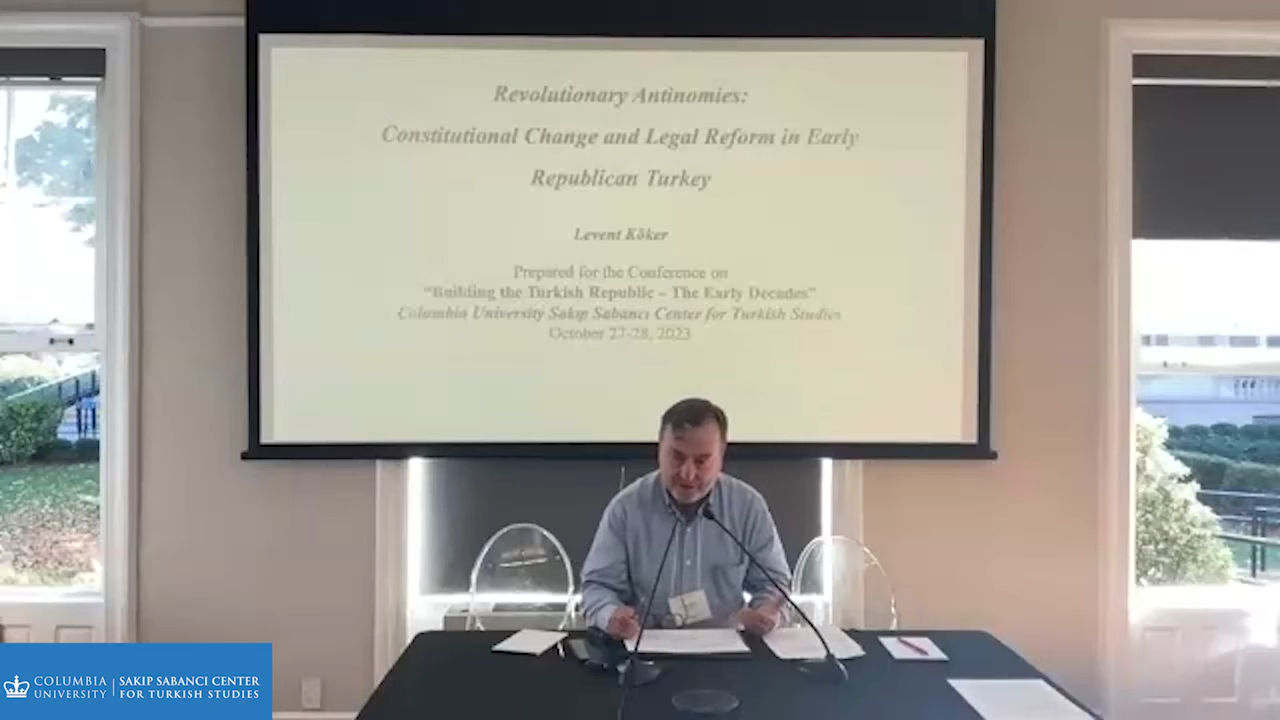 Revolutionary Antinomies:
Constitutional Change and Legal Reform in Early
Republican Turkey
Levent Köker
Prepared for the Conference on
“Building the Turkish Republic – The Early Decades”
Columbia University Sakıp Sabancı Center for Turkish Studies
October 27-28, 2023
COLUMBIA
UNIVERSITY
SAKIP SABANCI CENTER
FOR TURKISH STUDIES